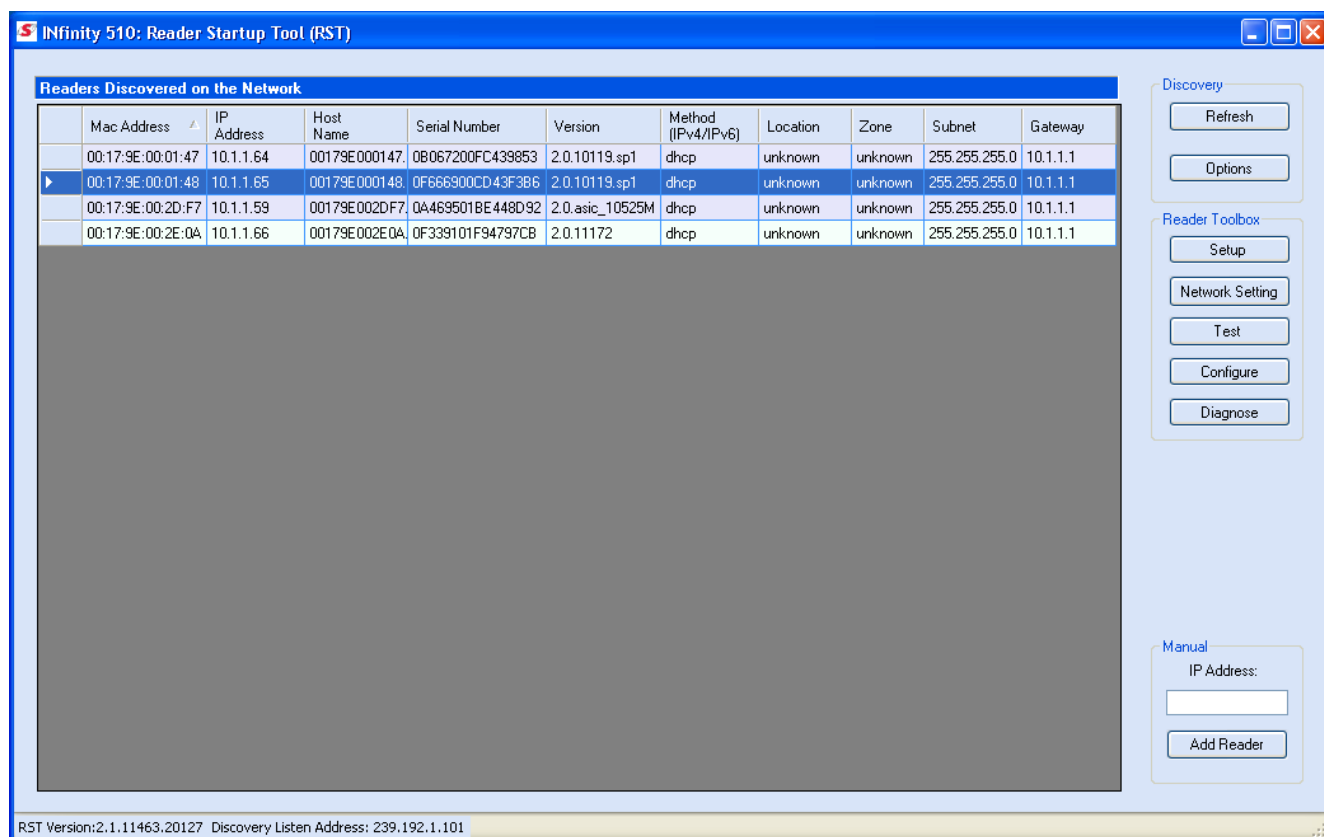 INfinity 510: Reader Startup Tool (RST)
Readers Discovered on the Network
Mac Address IP Address Host Name Serial Number Version Method (IPv4/IPv6) Location Zone Subnet Gateway
00:17:9E:00:01:47 10.1.1.64 00179E000147. 0B067200FC439853 2.0.10119.sp1 dhcp unknown unknown 255.255.255.0 10.1.1.1
00:17:9E:00:01:48 10.1.1.65 00179E000148. 0F666900CD43F3B6 2.0.10119.sp1 dhcp unknown unknown 255.255.255.0 10.1.1.1
00:17:9E:00:2D:F7 10.1.1.59 00179E002DF7. 0A469501BE448D92 2.0.asic_10525M dhcp unknown unknown 255.255.255.0 10.1.1.1
00:17:9E:00:2E:0A 10.1.1.66 00179E002E0A. 0F339101F94797CB 2.0.11172 dhcp unknown unknown 255.255.255.0 10.1.1.1
Discovery
Refresh
Options
Reader Toolbox
Setup
Network Setting
Test
Configure
Diagnose
Manual
IP Address:
Add Reader
RST Version:2.1.11463.20127 Discovery Listen Address: 239.192.1.101